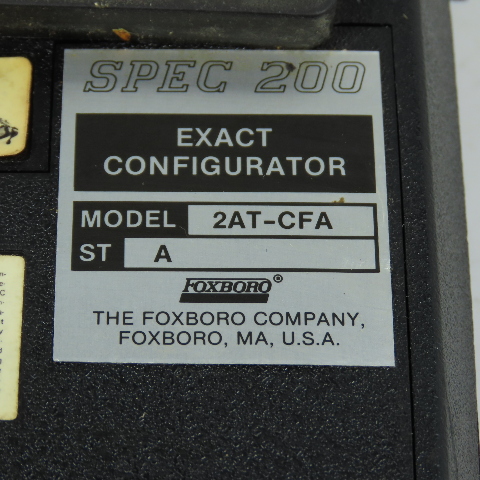 SPEC 200
EXACT
CONFIGURATOR
MODEL 2AT-CFA
ST A
FOXBORO®
THE FOXBORO COMPANY,
FOXBORO, MA, U.S.A.